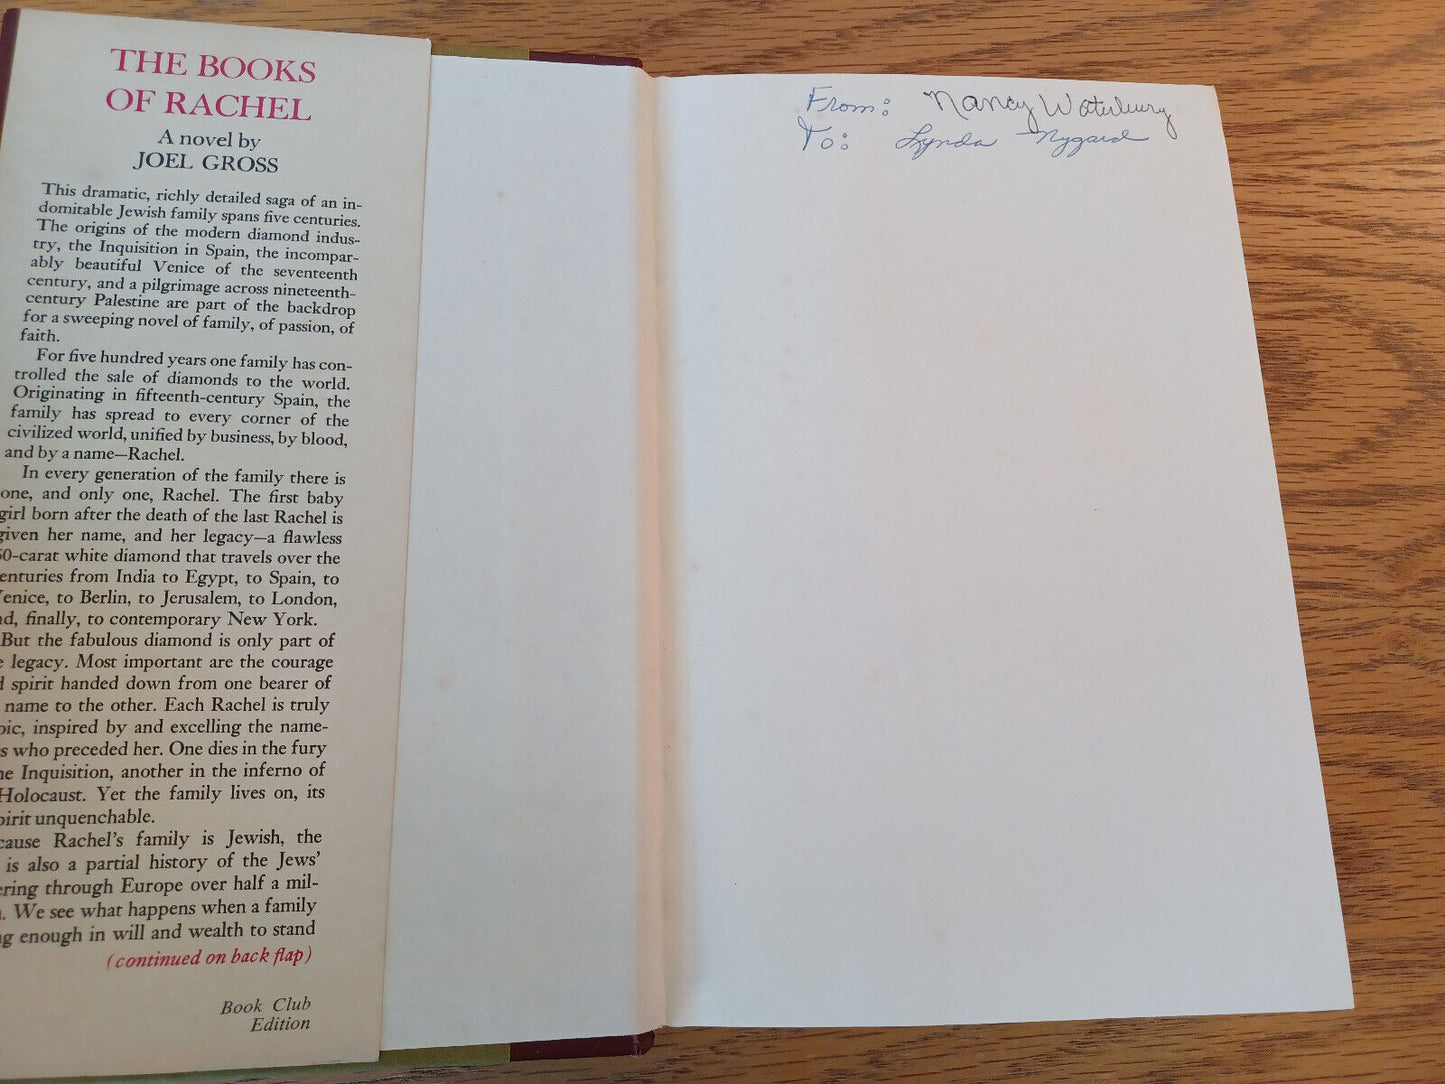 THE BOOKS
OF RACHEL
A novel by
JOEL GROSS
This dramatic, richly detailed saga of an in-
domitable Jewish family spans five centuries.
The origins of the modern diamond indus-
try, the Inquisition in Spain, the incompar-
ably beautiful Venice of the seventeenth
century, and a pilgrimage across nineteenth-
century Palestine are part of the backdrop
for a sweeping novel of family, of passion, of
faith.
For five hundred years one family has con-
trolled the sale of diamonds to the world.
Originating in fifteenth-century Spain, the
family has spread to every corner of the
civilized world, unified by business, by blood,
and by a name—Rachel.
In every generation of the family there is
one, and only one, Rachel. The first baby
girl born after the death of the last Rachel is
given her name, and her legacy—a flawless
0-carat white diamond that travels over the
enturies from India to Egypt, to Spain, to
enice, to Berlin, to Jerusalem, to London,
d, finally, to contemporary New York.
But the fabulous diamond is only part of
e legacy. Most important are the courage
d spirit handed down from one bearer of
name to the other. Each Rachel is truly
oic, inspired by and excelling the name-
s who preceded her. One dies in the fury
he Inquisition, another in the inferno of
Holocaust. Yet the family lives on, its
pirit unquenchable.
cause Rachel's family is Jewish, the
is also a partial history of the Jews'
ering through Europe over half a mil-
. We see what happens when a family
ng enough in will and wealth to stand
(continued on back flap)
Book Club
Edition
From: Nancy Waterbury
To: Lynda Nygard